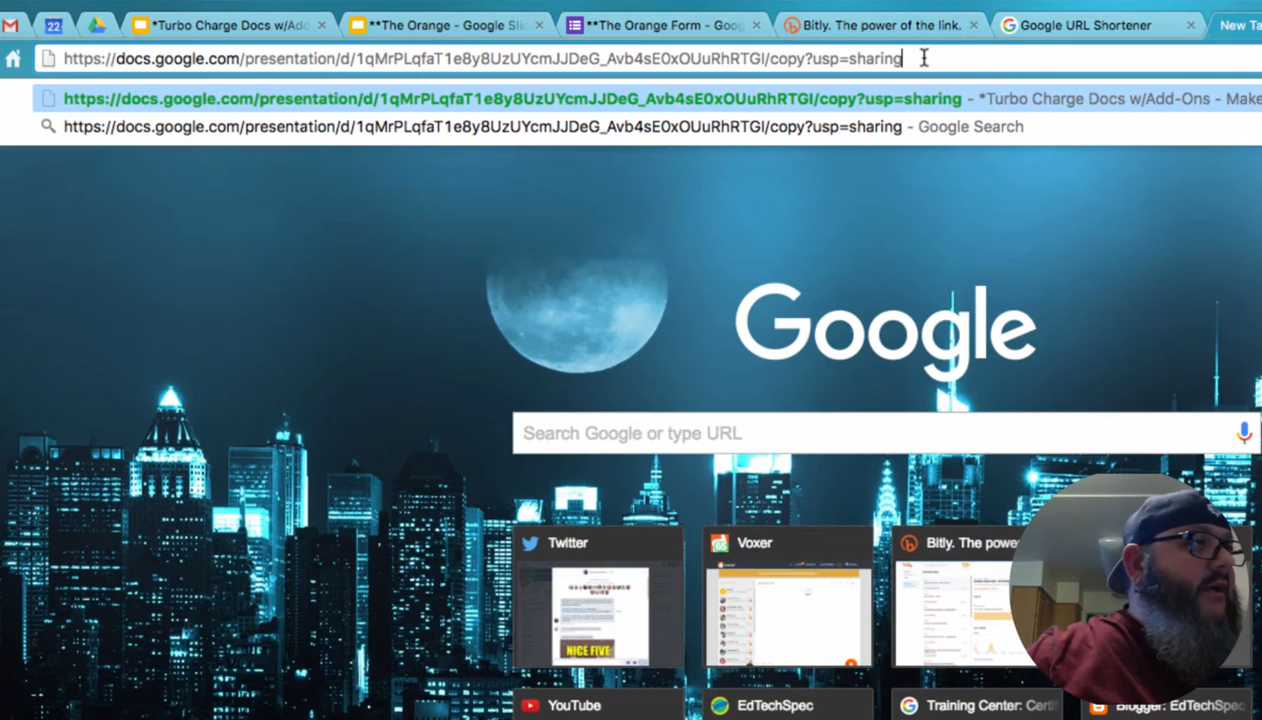 *Turbo Charge Docs w/Ad
**The Orange - Google Sli
**The Orange Form - Goo
Bitly. The power of the link.
Google URL Shortener
New Ta
22
https://docs.google.com/presentation/d/1qMrPLqfaT1e8y8UzUYcmJJDeG_Avb4sE0xOUuRhRTGI/copy?usp=sharing
https://docs.google.com/presentation/d/1qMrPLqfaT1e8y8UzUYcmJJDeG_Avb4sE0xOUuRhRTGI/copy?usp=sharing - *Turbo Charge Docs w/Add-Ons - Make
https://docs.google.com/presentation/d/1qMrPLqfaT1e8y8UzUYcmJJDeG_Avb4sE0xOUuRhRTGI/copy?usp=sharing - Google Search
Google
Search Google or type URL
Twitter
Voxer
Bitly. The powe
NICE FIVE
YouTube
EdTechSpec
Training Center: Certi
Blogger: EdTechSpec